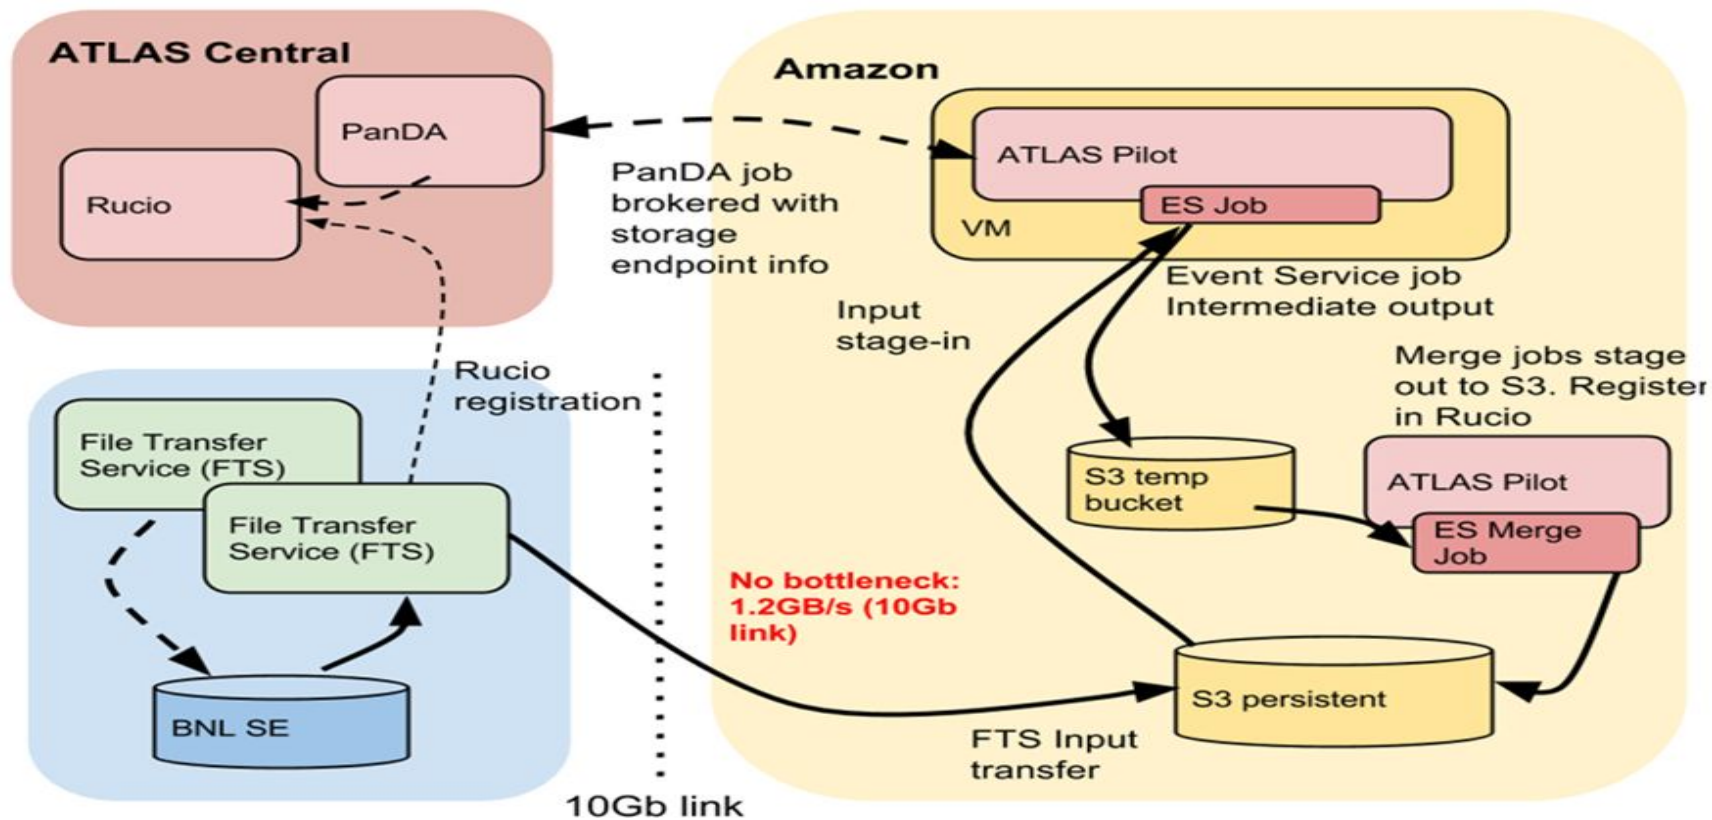 ATLAS Central
PanDA
Rucio
Amazon
ATLAS Pilot
ES Job
VM
PanDA job
brokered with
storage
endpoint info
Event Service job
Intermediate output
Input
stage-in
Merge jobs stage
out to S3. Register
in Rucio
Rucio
registration
File Transfer
Service (FTS)
File Transfer
Service (FTS)
S3 temp
bucket
ATLAS Pilot
ES Merge
Job
No bottleneck:
1.2GB/s (10Gb
link)
BNL SE
S3 persistent
FTS Input
transfer
10Gb link